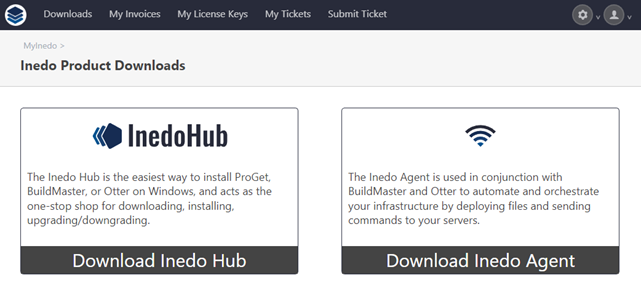 Downloads My Invoices My License Keys My Tickets Submit Ticket
MyInedo >
Inedo Product Downloads
InedoHub
The Inedo Hub is the easiest way to install ProGet,
BuildMaster, or Otter on Windows, and acts as the
one-stop shop for downloading, installing,
upgrading/downgrading.
Download Inedo Hub
The Inedo Agent is used in conjunction with
BuildMaster and Otter to automate and orchestrate
your infrastructure by deploying files and sending
commands to your servers.
Download Inedo Agent